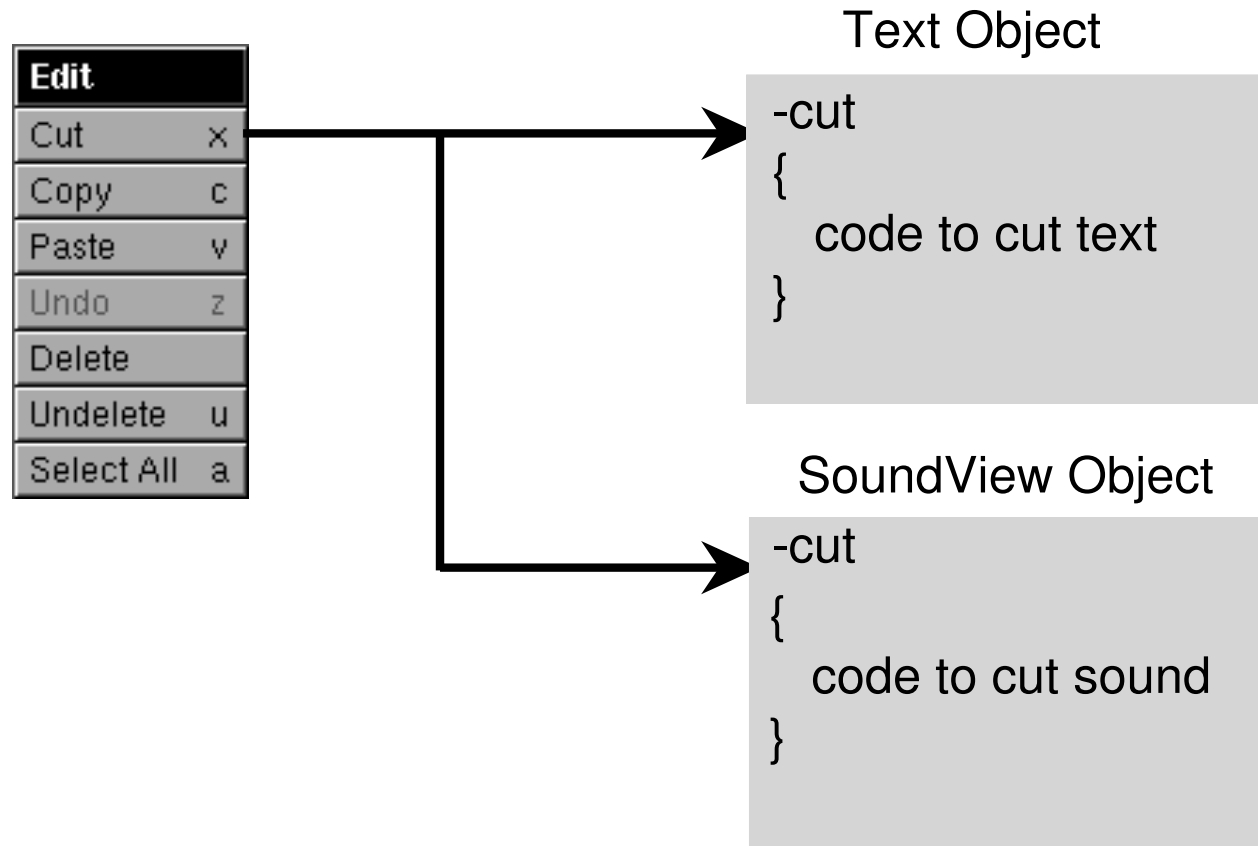 Edit
Cut x
Copy c
Paste v
Undo z
Delete
Undelete u
Select All a
Text Object
-cut
{
code to cut text
}
SoundView Object
-cut
{
code to cut sound
}